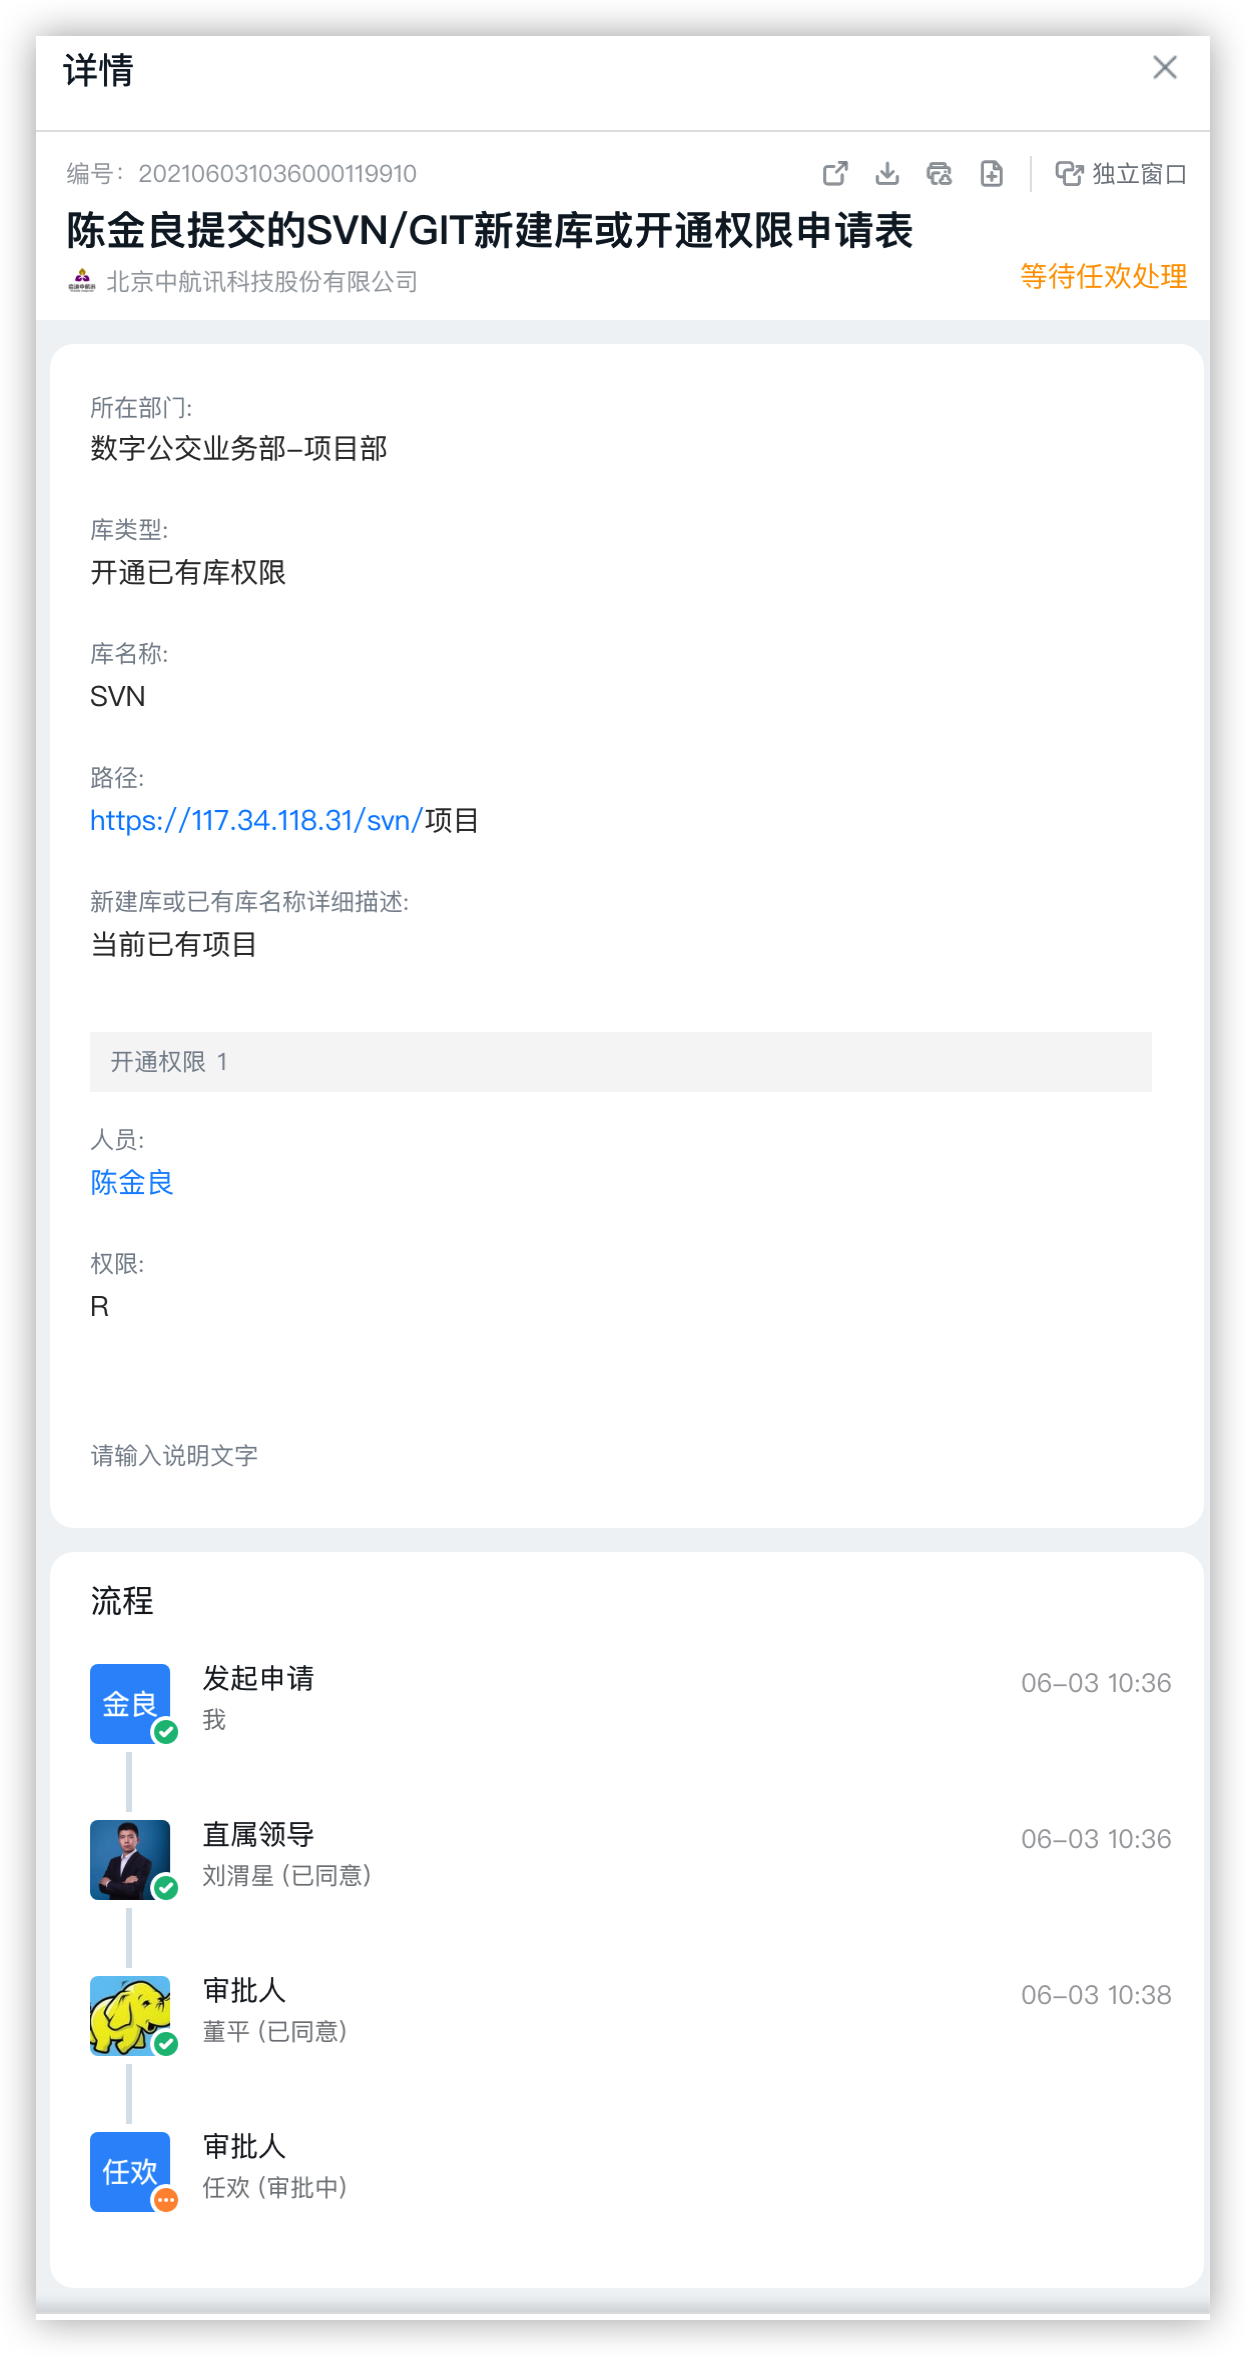 详情
编号：202106031036000119910
独立窗口
陈金良提交的SVN/GIT新建库或开通权限申请表
北京中航讯科技股份有限公司
等待任欢处理
所在部门:
数字公交业务部–项目部
库类型:
开通已有库权限
库名称:
SVN
路径:
https://117.34.118.31/svn/项目
新建库或已有库名称详细描述:
当前已有项目
开通权限 1
人员:
陈金良
权限:
R
请输入说明文字
流程
金良
发起申请
06–03 10:36
我
直属领导
06–03 10:36
刘渭星 (已同意)
审批人
06–03 10:38
董平 (已同意)
任欢
审批人
任欢 (审批中)